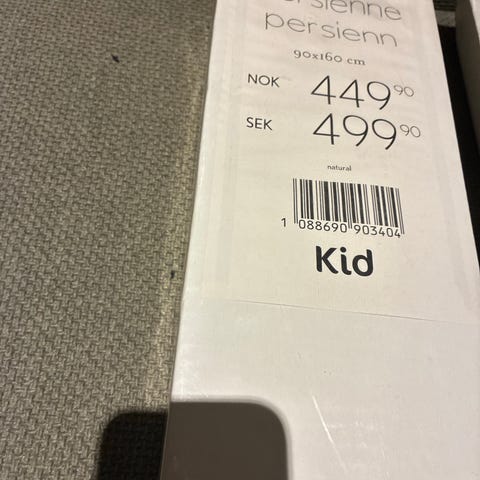 persienn
90x160 cm
NOK 449 90
SEK 499 90
natural
1 088690 903404
Kid